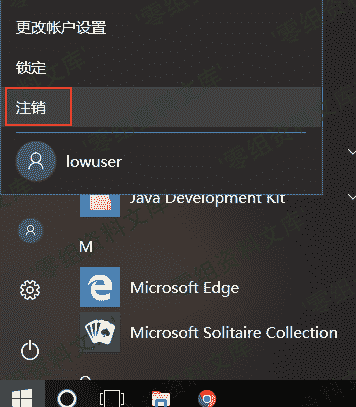 更改帐户设置
锁定
注销
lowuser
Java Development Kit
M
Microsoft Edge
Microsoft Solitaire Collection